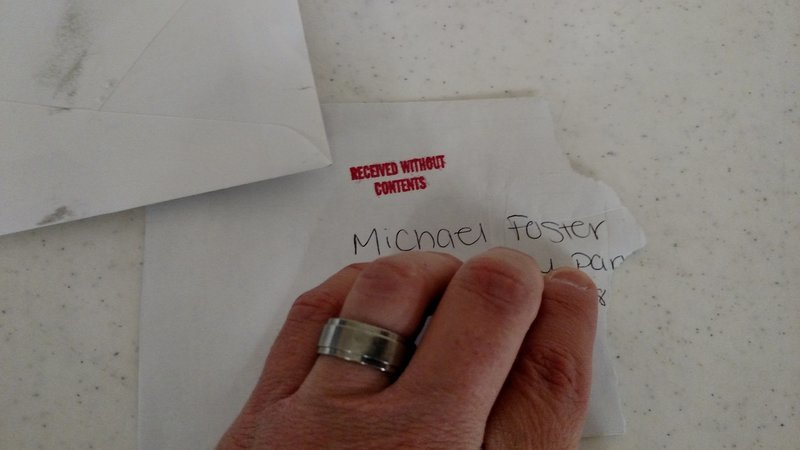 RECEIVED WITHOUT
CONTENTS
Michael Foster